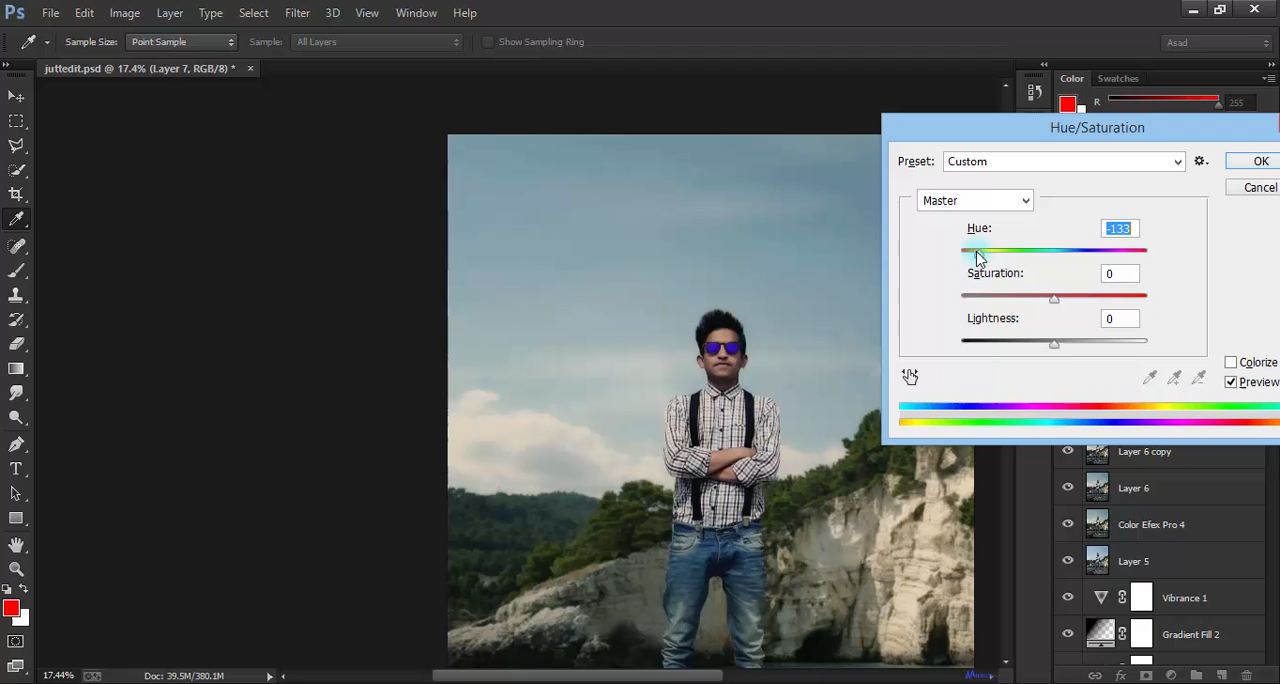 Ps File Edit Image Layer Type Select Filter 3D View Window Help
Sample Size: Point Sample Sample: All Layers Show Sampling Ring Asad
juttedit.psd @ 17.4% (Layer 7, RGB/8) * ×
Color Swatches
R 255
Hue/Saturation
Preset: Custom OK
Cancel
Master
Hue: -133
Saturation: 0
Lightness: 0
Colorize
Preview
Layer 6 copy
Layer 6
Color Efex Pro 4
Layer 5
Vibrance 1
Gradient Fill 2
17.44% Doc: 39.5M/380.1M